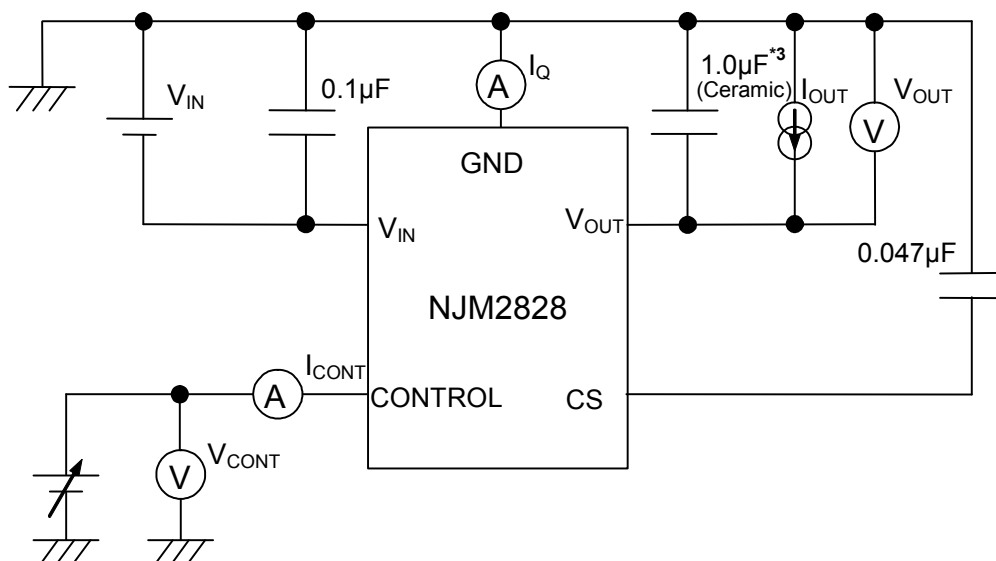 V_IN
0.1µF
A
I_Q
1.0µF*3
(Ceramic)
I_OUT
V
V_OUT
GND
V_IN
V_OUT
0.047µF
NJM2828
I_CONT
A
CONTROL
CS
V
V_CONT